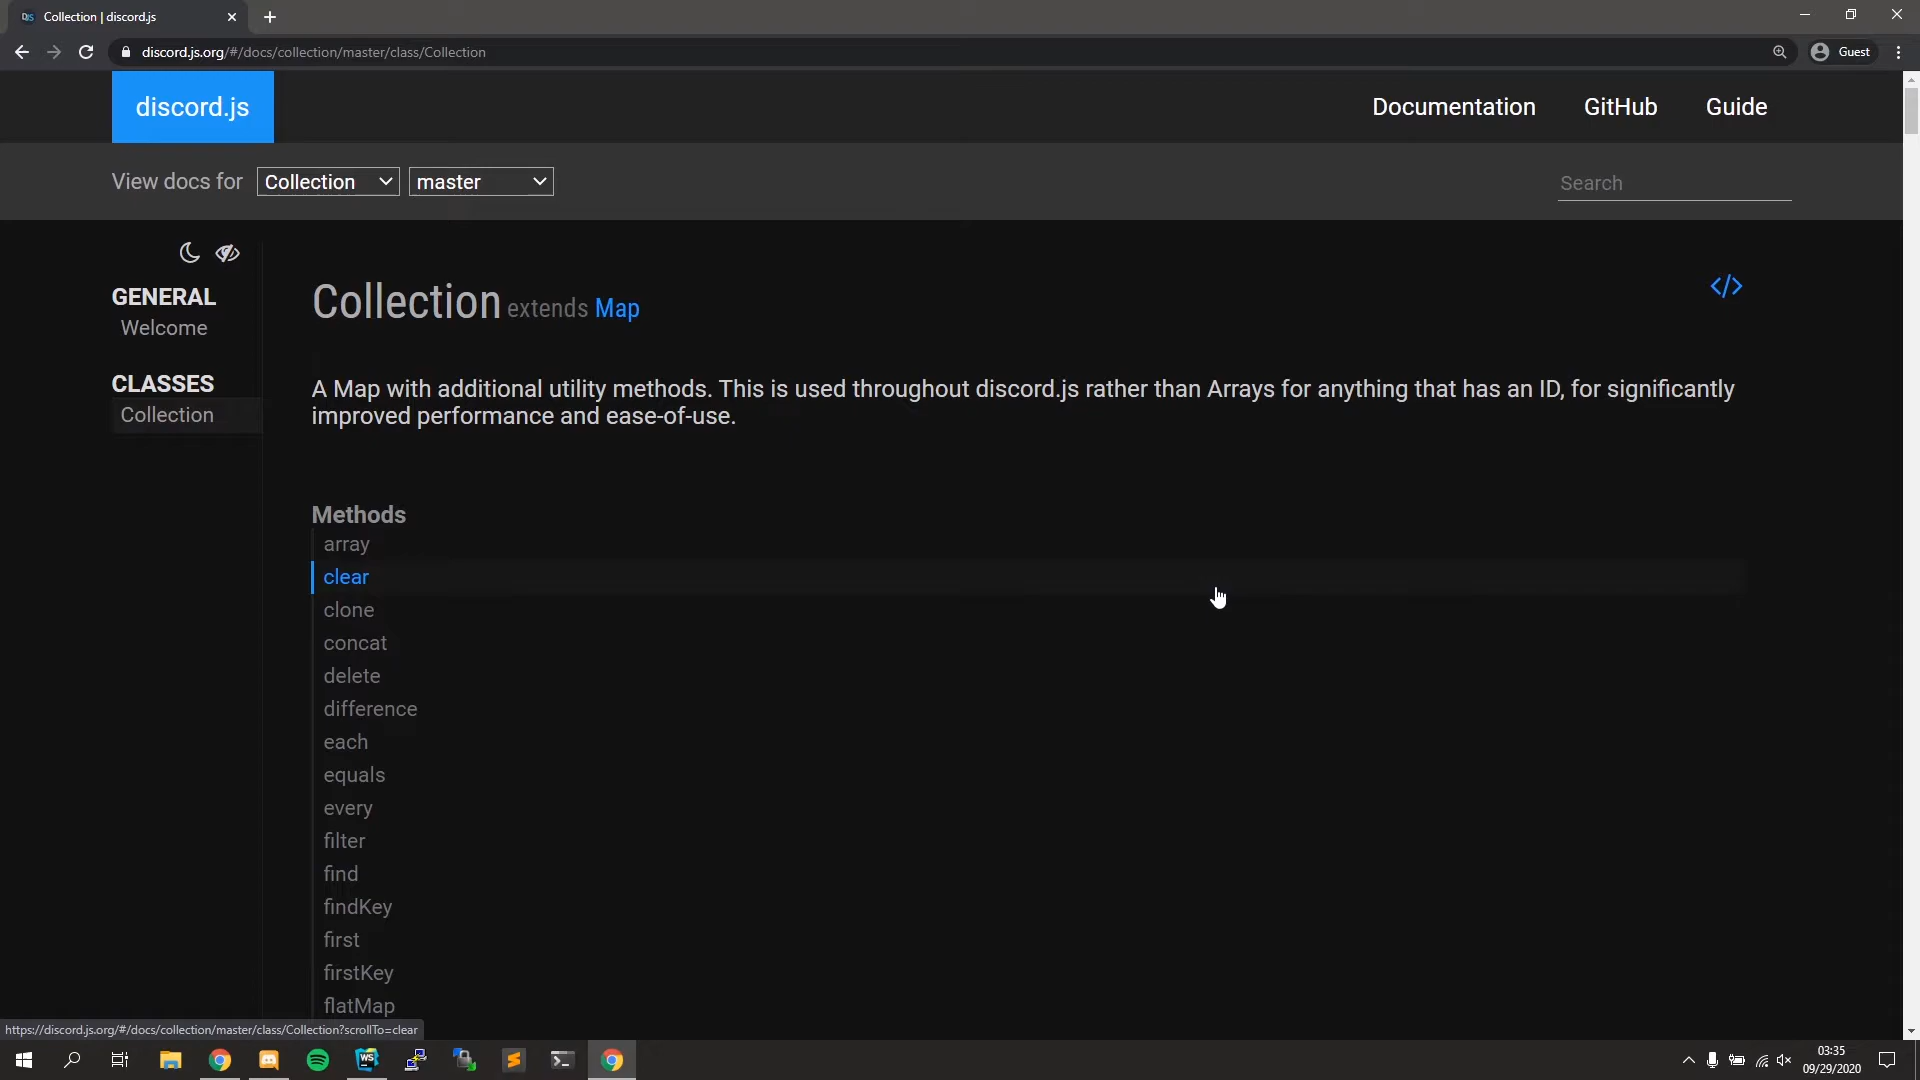 Collection | discord.js
discord.js.org/#/docs/collection/master/class/Collection
Guest
discord.js
Documentation
GitHub
Guide
View docs for
Collection
master
Search
GENERAL
Welcome
CLASSES
Collection
Collection extends Map
A Map with additional utility methods. This is used throughout discord.js rather than Arrays for anything that has an ID, for significantly
improved performance and ease-of-use.
Methods
array
clear
clone
concat
delete
difference
each
equals
every
filter
find
findKey
first
firstKey
flatMap
https://discord.js.org/#/docs/collection/master/class/Collection?scrollTo=clear
WS
03:35
09/29/2020